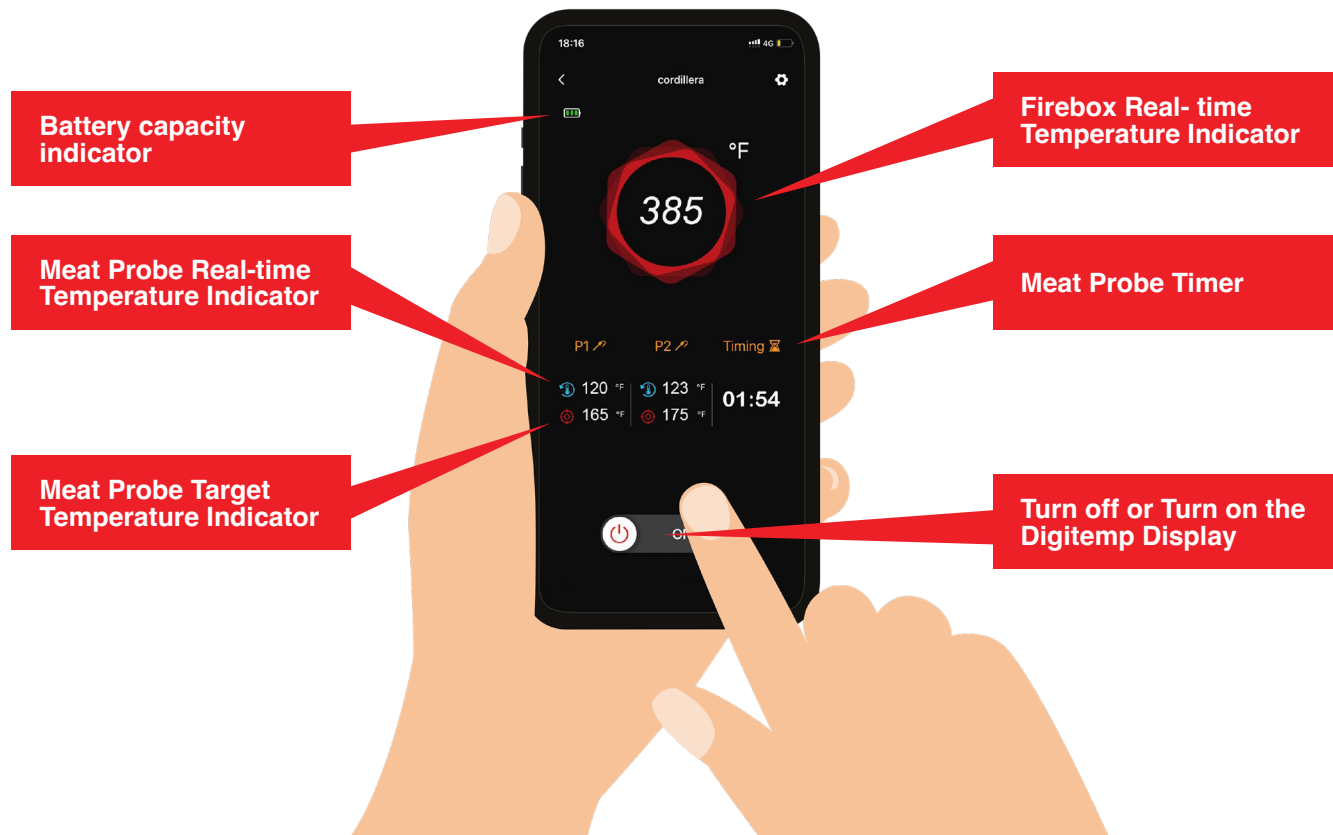 18:16
4G
cordillera
Battery capacity
indicator
°F
Firebox Real- time
Temperature Indicator
385
Meat Probe Real-time
Temperature Indicator
Meat Probe Timer
P1
P2
Timing
120 °F
123 °F
01:54
165 °F
175 °F
Meat Probe Target
Temperature Indicator
Turn off or Turn on the
Digitemp Display